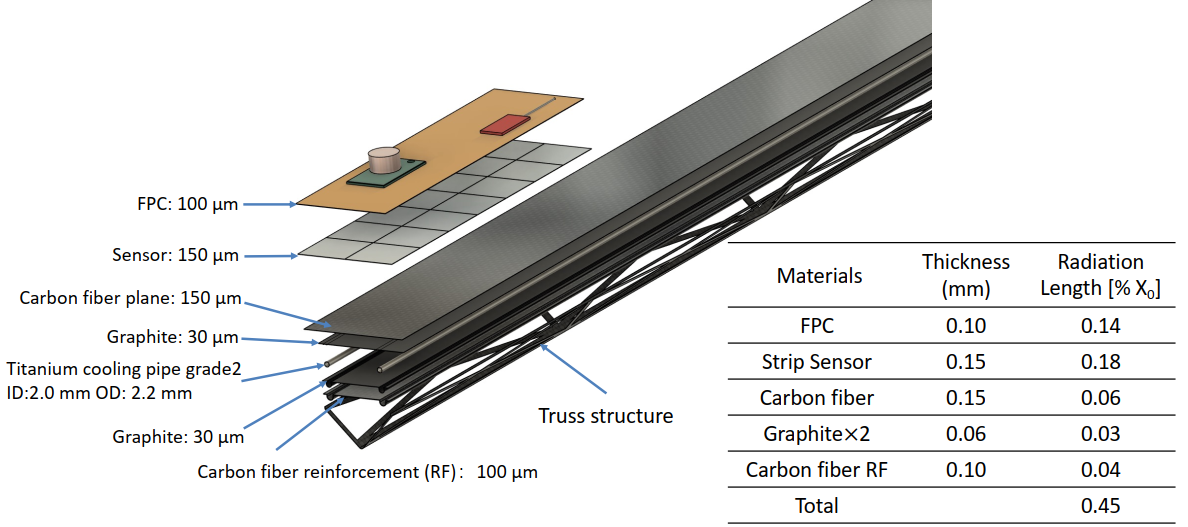 FPC: 100 μm
Sensor: 150 μm
Carbon fiber plane: 150 μm
Graphite: 30 μm
Titanium cooling pipe grade2
ID:2.0 mm OD: 2.2 mm
Graphite: 30 μm
Carbon fiber reinforcement (RF): 100 μm
Truss structure
Materials Thickness (mm) Radiation Length [% X₀]
FPC 0.10 0.14
Strip Sensor 0.15 0.18
Carbon fiber 0.15 0.06
Graphite×2 0.06 0.03
Carbon fiber RF 0.10 0.04
Total 0.45